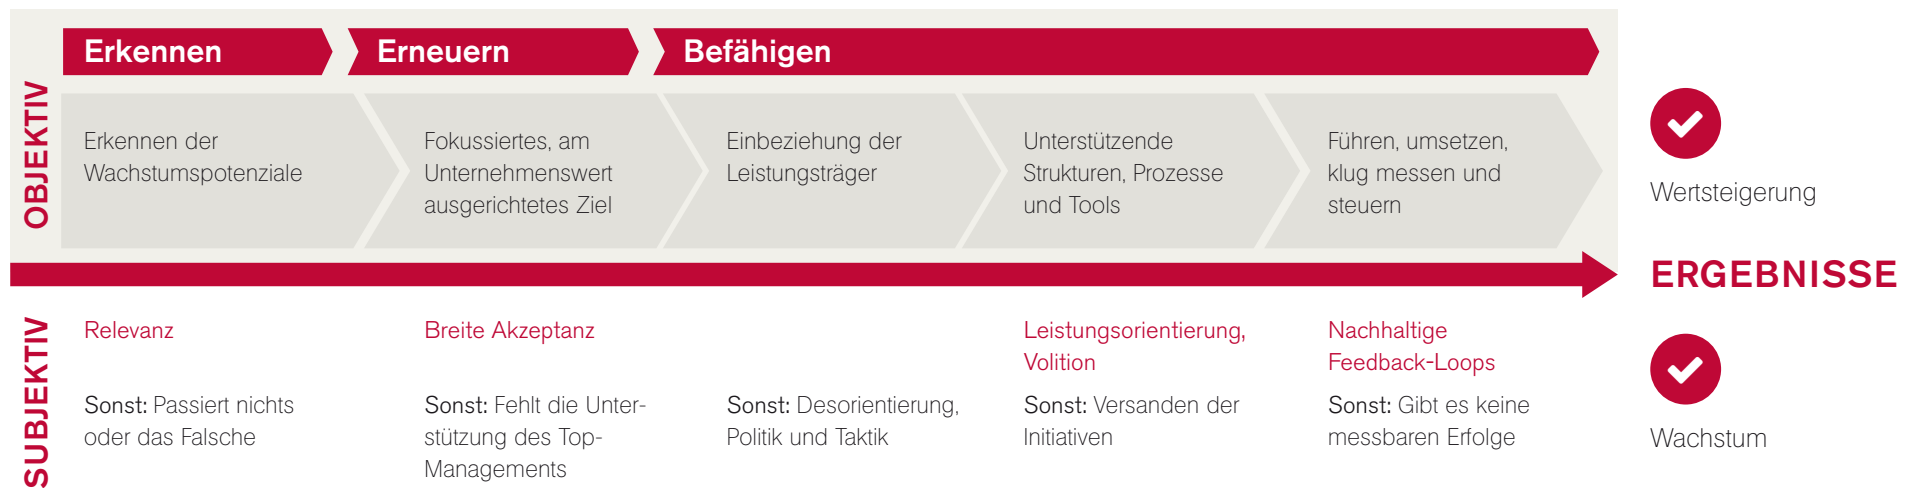 Erkennen
Erneuern
Befähigen
OBJEKTIV
Erkennen der
Wachstumspotenziale
Fokussiertes, am
Unternehmenswert
ausgerichtetes Ziel
Einbeziehung der
Leistungsträger
Unterstützende
Strukturen, Prozesse
und Tools
Führen, umsetzen,
klug messen und
steuern
Wertsteigerung
ERGEBNISSE
SUBJEKTIV
Relevanz
Sonst: Passiert nichts
oder das Falsche
Breite Akzeptanz
Sonst: Fehlt die Unter-
stützung des Top-
Managements
Sonst: Desorientierung,
Politik und Taktik
Leistungsorientierung,
Volition
Sonst: Versanden der
Initiativen
Nachhaltige
Feedback-Loops
Sonst: Gibt es keine
messbaren Erfolge
Wachstum